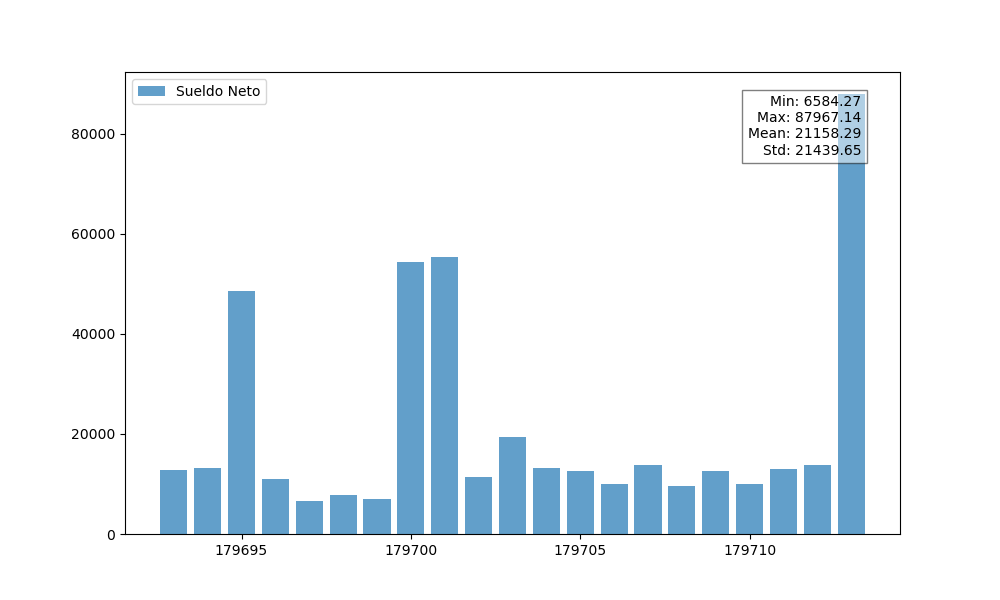 Sueldo Neto
Min: 6584.27
Max: 87967.14
Mean: 21158.29
Std: 21439.65
80000
60000
40000
20000
0
179695
179700
179705
179710